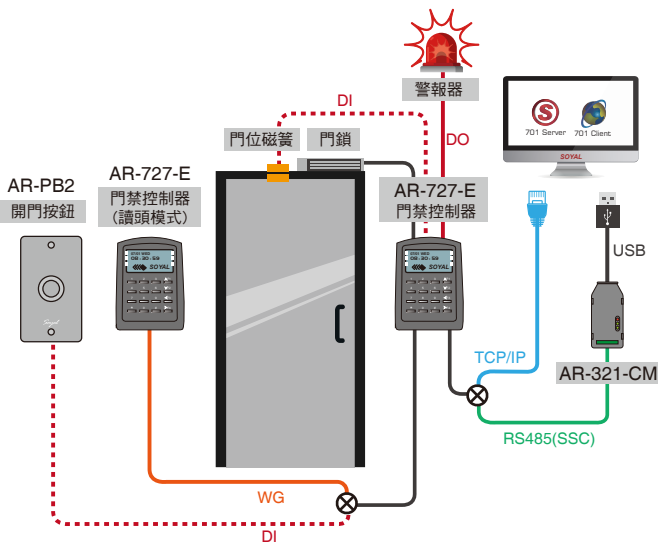 警報器
DI
DO
門位磁簧
門鎖
S
701 Server
701 Client
SOYAL
AR-PB2
開門按鈕
AR-727-E
門禁控制器
(讀頭模式)
AR-727-E
門禁控制器
SOYAL
SOYAL
Soyal
USB
TCP/IP
AR-321-CM
RS485(SSC)
WG
DI